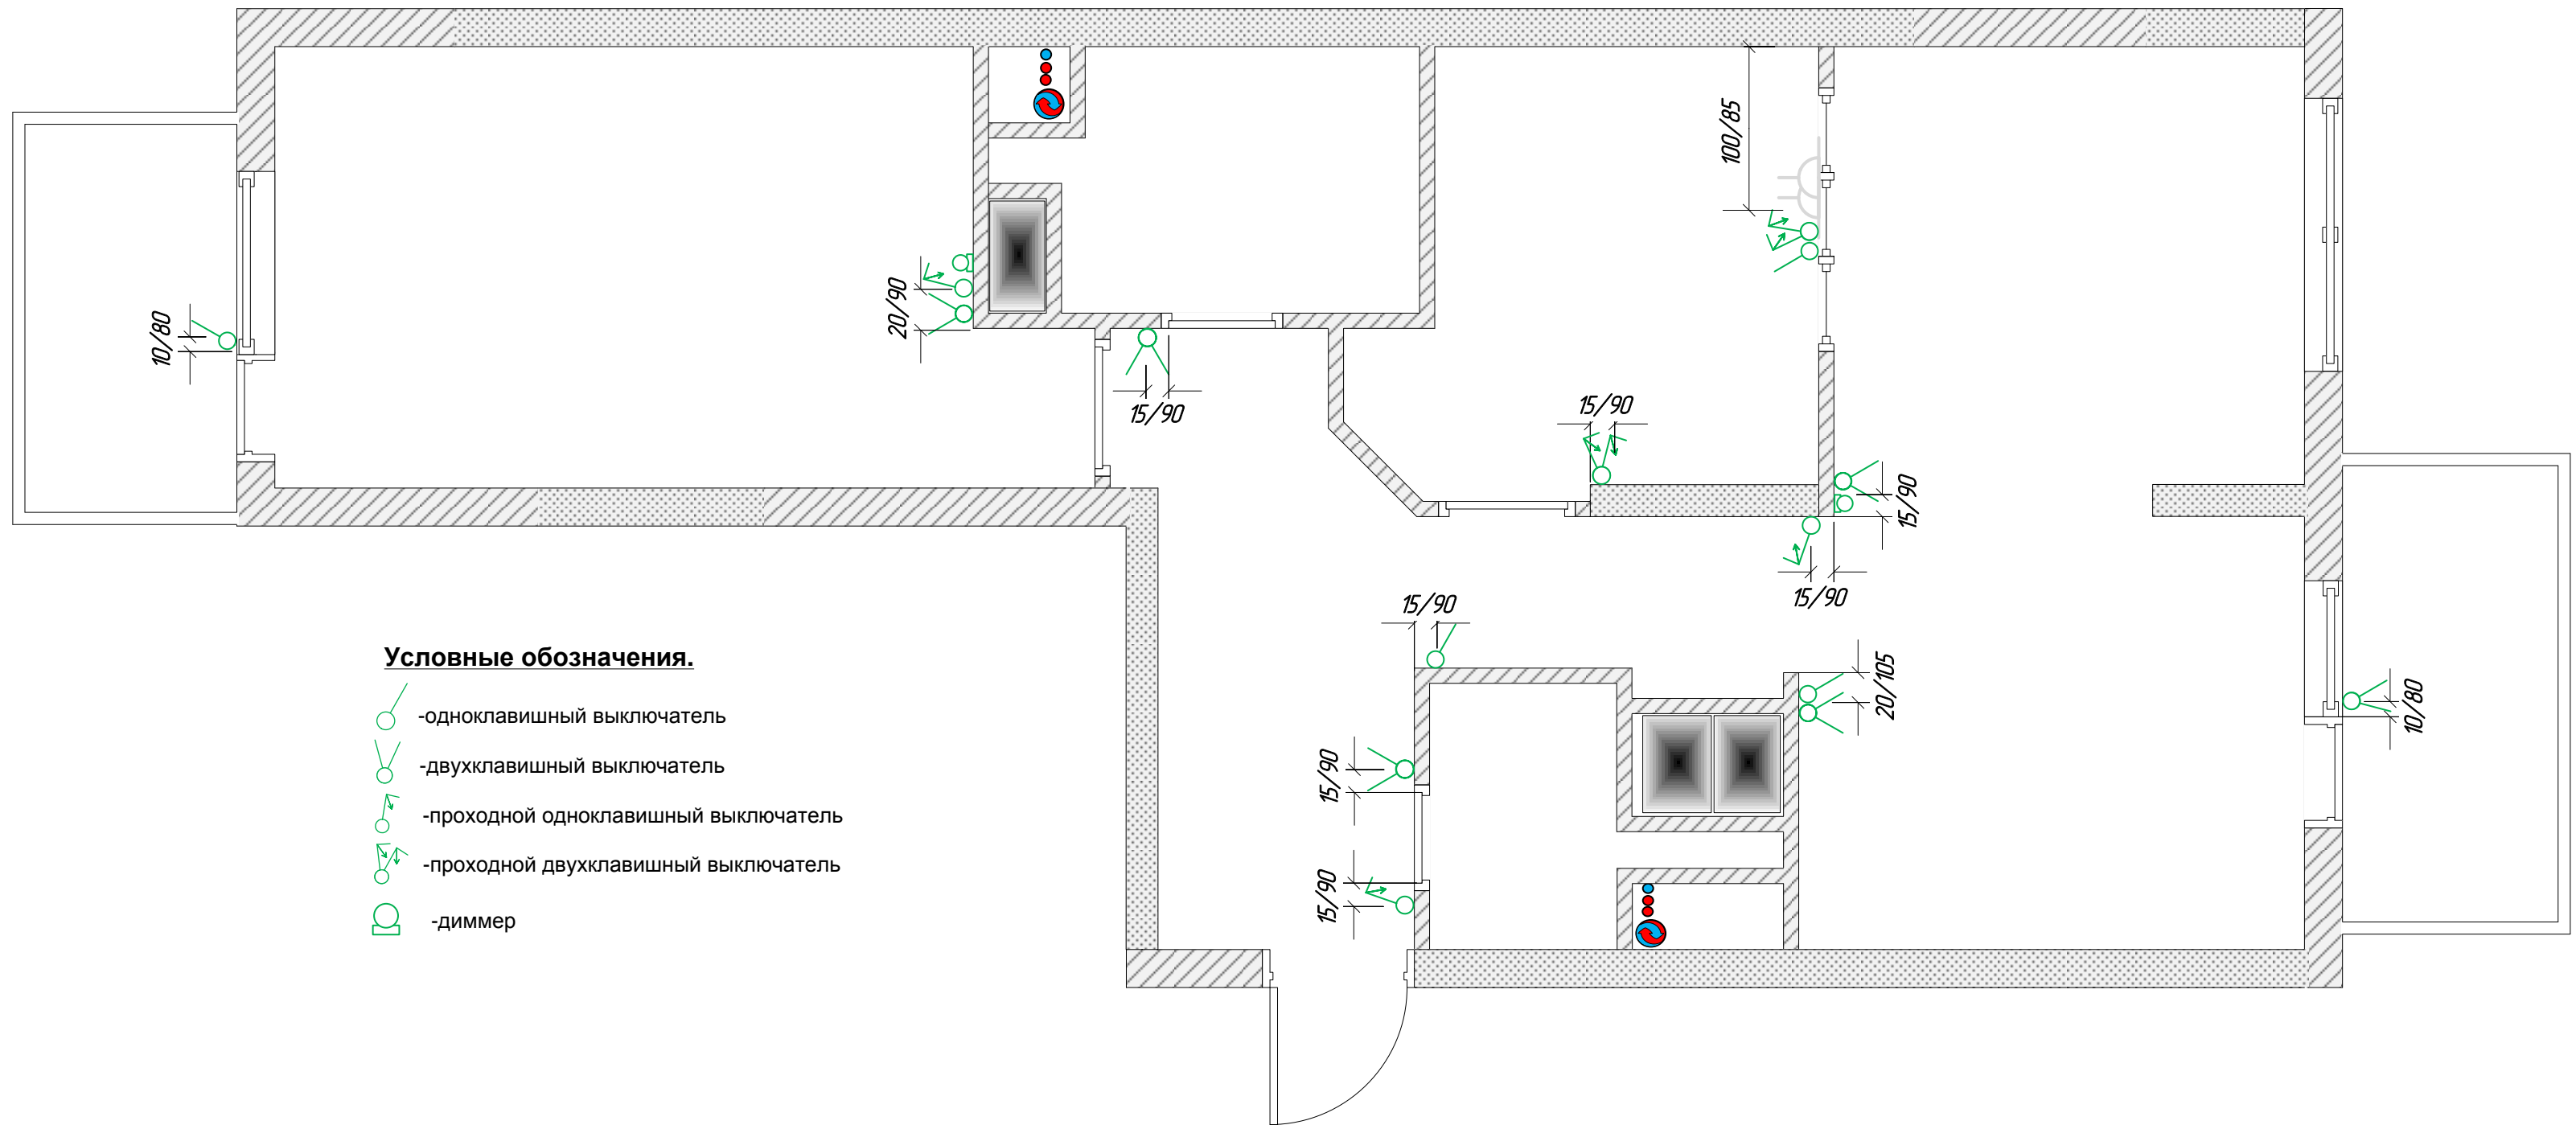 100/85
20/90
10/80
15/90
15/90
15/90
15/90
15/90
20/105
10/80
15/90
15/90
Условные обозначения.
-одноклавишный выключатель
-двухклавишный выключатель
-проходной одноклавишный выключатель
-проходной двухклавишный выключатель
-диммер